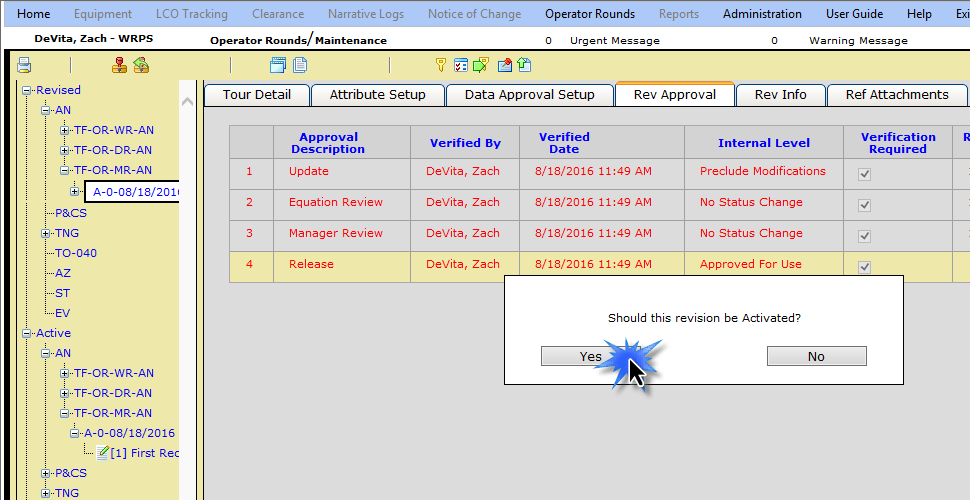 Home Equipment LCO Tracking Clearance Narrative Logs Notice of Change Operator Rounds Reports Administration User Guide Help Exi
DeVita, Zach - WRPS Operator Rounds/Maintenance 0 Urgent Message 0 Warning Message
Revised
AN
TF-OR-WR-AN
TF-OR-DR-AN
TF-OR-MR-AN
A-0-08/18/2016
P&CS
TNG
TO-040
AZ
ST
EV
Active
AN
TF-OR-WR-AN
TF-OR-DR-AN
TF-OR-MR-AN
A-0-08/18/2016
[1] First Rec
P&CS
TNG
Tour Detail Attribute Setup Data Approval Setup Rev Approval Rev Info Ref Attachments
Approval Description Verified By Verified Date Internal Level Verification Required R
1 Update DeVita, Zach 8/18/2016 11:49 AM Preclude Modifications
2 Equation Review DeVita, Zach 8/18/2016 11:49 AM No Status Change
3 Manager Review DeVita, Zach 8/18/2016 11:49 AM No Status Change
4 Release DeVita, Zach 8/18/2016 11:49 AM Approved For Use
Should this revision be Activated?
Yes No